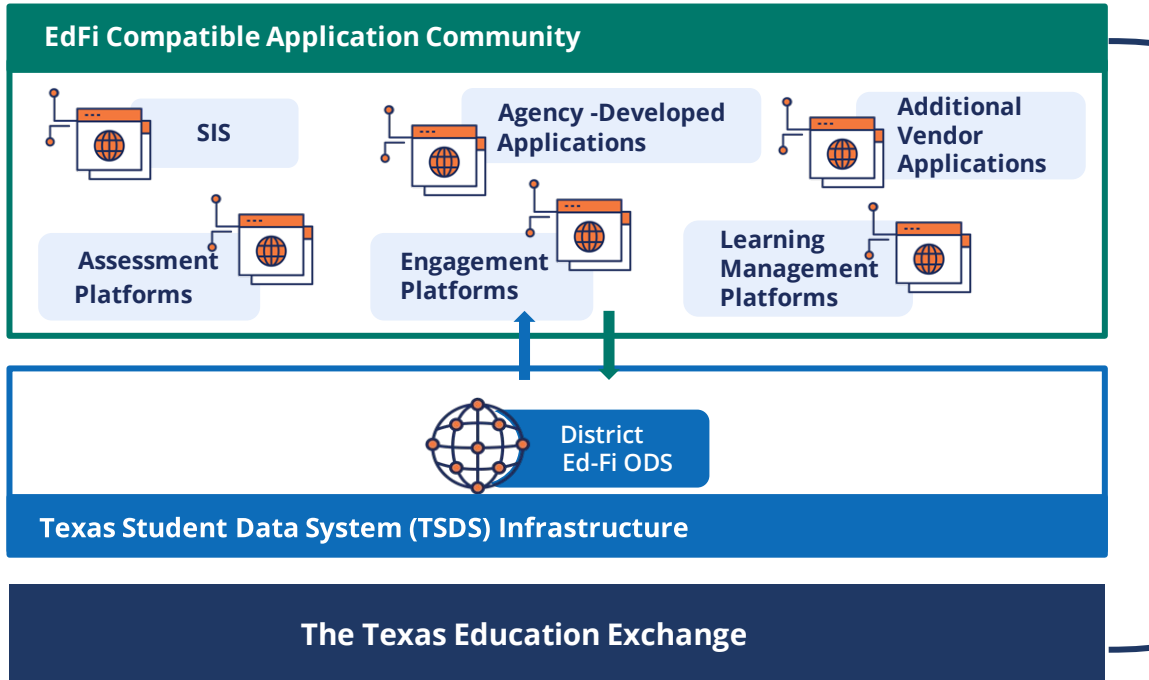 EdFi Compatible Application Community
SIS
Agency -Developed
Applications
Additional
Vendor
Applications
Assessment
Platforms
Engagement
Platforms
Learning
Management
Platforms
District
Ed-Fi ODS
Texas Student Data System (TSDS) Infrastructure
The Texas Education Exchange